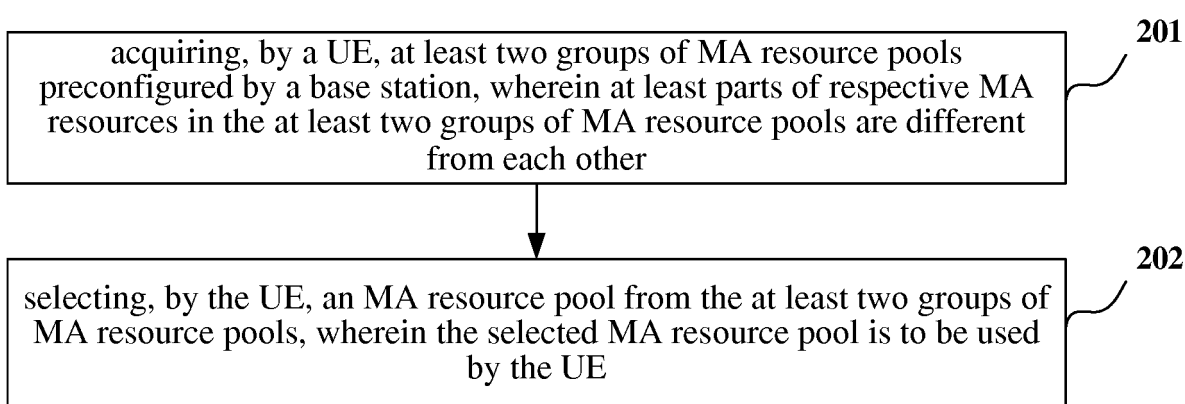 201
acquiring, by a UE, at least two groups of MA resource pools
preconfigured by a base station, wherein at least parts of respective MA
resources in the at least two groups of MA resource pools are different
from each other
202
selecting, by the UE, an MA resource pool from the at least two groups of
MA resource pools, wherein the selected MA resource pool is to be used
by the UE